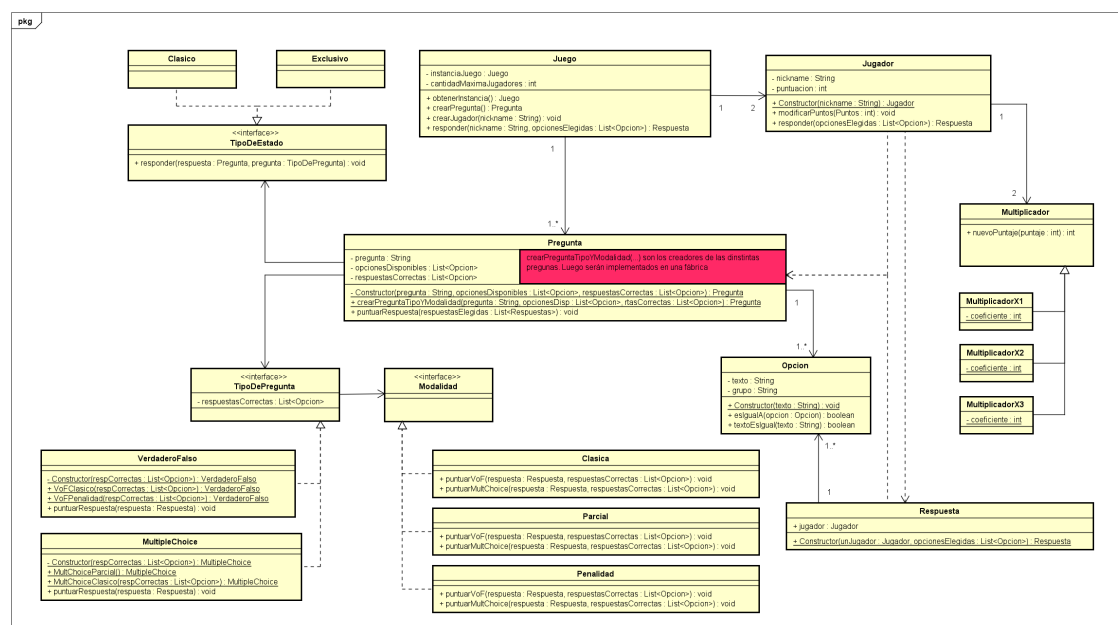 pkg
Clasico
Exclusivo
<<interface>>
TipoDeEstado
+ responder(respuesta : Pregunta, pregunta : TipoDePregunta) : void
Juego
- instanciaJuego : Juego
- cantidadMaximaJugadores : int
+ obtenerInstancia() : Juego
+ crearPregunta() : Pregunta
+ crearJugador(nickname : String) : void
+ responder(nickname : String, opcionesElegidas : List<Opcion>) : Respuesta
1
2
1
1..*
Jugador
- nickname : String
- puntuacion : int
+ Constructor(nickname : String) : Jugador
+ modificarPuntos(Puntos : int) : void
+ responder(opcionesElegidas : List<Opcion>) : Respuesta
1
2
Multiplicador
+ nuevoPuntaje(puntaje : int) : int
MultiplicadorX1
- coeficiente : int
MultiplicadorX2
- coeficiente : int
MultiplicadorX3
- coeficiente : int
Pregunta
- pregunta : String
- opcionesDisponibles : List<Opcion>
- respuestasCorrectas : List<Opcion>
crearPreguntaTipoYModalidad(...) son los creadores de las dinstintas
pregunas. Luego serán implementados en una fábrica
- Constructor(pregunta : String, opcionesDisponibles : List<Opcion>, respuestasCorrectas : List<Opcion>) : Pregunta
+ crearPreguntaTipoYModalidad(pregunta : String, opcionesDisp : List<Opcion>, rtasCorrectas : List<Opcion>) : Pregunta
+ puntuarRespuesta(respuestasElegidas : List<Respuestas>) : void
1
1..*
Opcion
- texto : String
- grupo : String
+ Constructor(texto : String) : void
+ esIgualA(opcion : Opcion) : boolean
+ textoEsIgual(texto : String) : boolean
1..*
1
<<interface>>
TipoDePregunta
- respuestasCorrectas : List<Opcion>
<<interface>>
Modalidad
VerdaderoFalso
- Constructor(respCorrectas : List<Opcion>) : VerdaderoFalso
+ VoFClasico(respCorrectas : List<Opcion>) : VerdaderoFalso
+ VoFPenalidad(respCorrectas : List<Opcion>) : VerdaderoFalso
+ puntuarRespuesta(respuesta : Respuesta) : void
MultipleChoice
- Constructor(respCorrectas : List<Opcion>) : MultipleChoice
+ MultChoiceParcial() : MultipleChoice
+ MultChoiceClasico(respCorrectas : List<Opcion>) : MultipleChoice
+ puntuarRespuesta(respuesta : Respuesta) : void
Clasica
+ puntuarVoF(respuesta : Respuesta, respuestasCorrectas : List<Opcion>) : void
+ puntuarMultChoice(respuesta : Respuesta, respuestasCorrectas : List<Opcion>) : void
Parcial
+ puntuarVoF(respuesta : Respuesta, respuestasCorrectas : List<Opcion>) : void
+ puntuarMultChoice(respuesta : Respuesta, respuestasCorrectas : List<Opcion>) : void
Penalidad
+ puntuarVoF(respuesta : Respuesta, respuestasCorrectas : List<Opcion>) : void
+ puntuarMultChoice(respuesta : Respuesta, respuestasCorrectas : List<Opcion>) : void
Respuesta
+ jugador : Jugador
+ Constructor(unJugador : Jugador, opcionesElegidas : List<Opcion>) : Respuesta